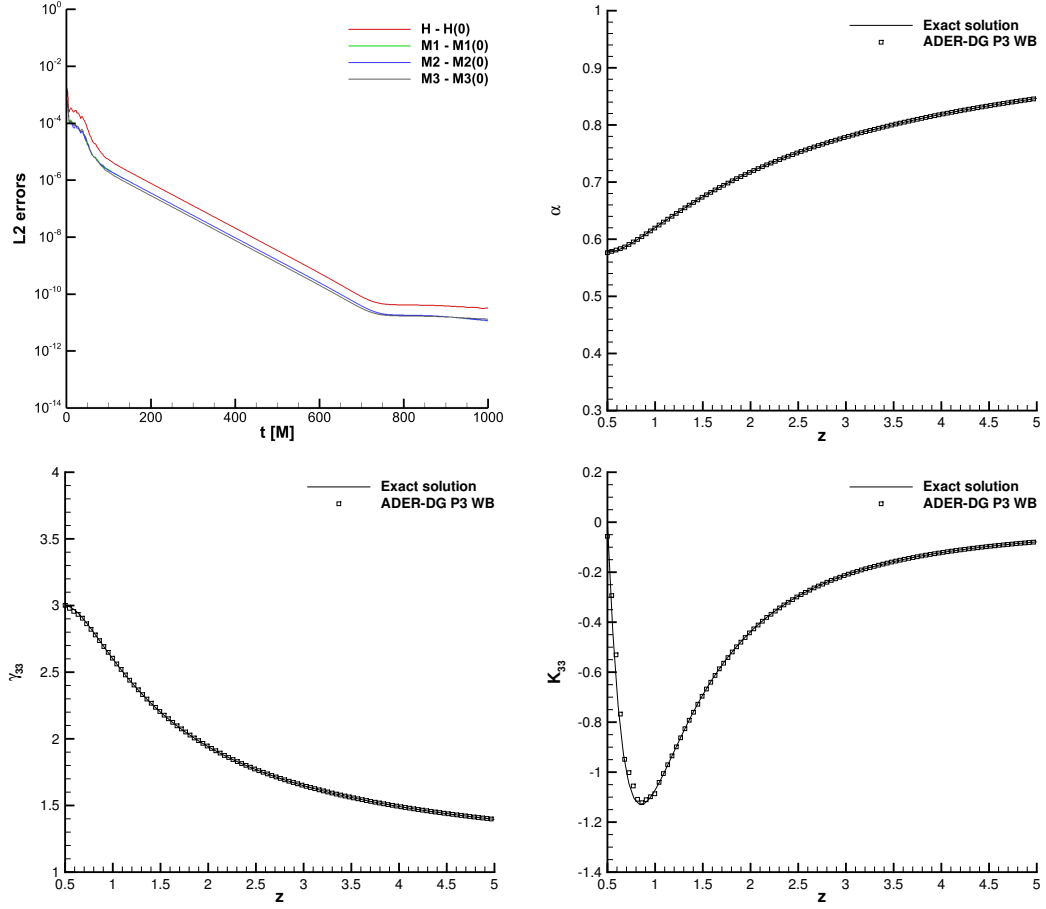 H - H(0)
M1 - M1(0)
M2 - M2(0)
M3 - M3(0)
L2 errors
10^0
10^-2
10^-4
10^-6
10^-8
10^-10
10^-12
10^-14
0 200 400 600 800 1000
t [M]
Exact solution
ADER-DG P3 WB
α
1
0.9
0.8
0.7
0.6
0.5
0.4
0.3
0.5 1 1.5 2 2.5 3 3.5 4 4.5 5
z
Exact solution
ADER-DG P3 WB
γ33
4
3.5
3
2.5
2
1.5
1
0.5 1 1.5 2 2.5 3 3.5 4 4.5 5
z
Exact solution
ADER-DG P3 WB
K33
0.2
0
-0.2
-0.4
-0.6
-0.8
-1
-1.2
-1.4
0.5 1 1.5 2 2.5 3 3.5 4 4.5 5
z